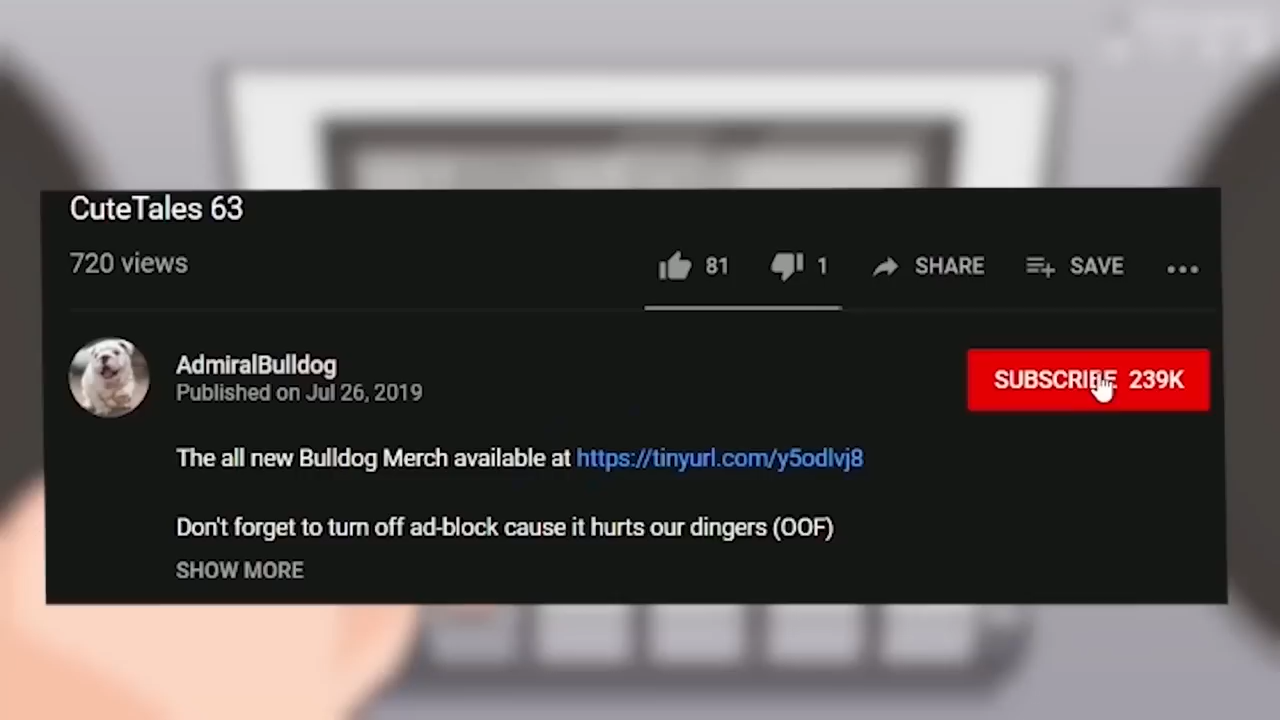 CuteTales 63
720 views
81 1 SHARE SAVE
AdmiralBulldog
Published on Jul 26, 2019
SUBSCRIBE 239K
The all new Bulldog Merch available at https://tinyurl.com/y5odlvj8
Don't forget to turn off ad-block cause it hurts our dingers (OOF)
SHOW MORE